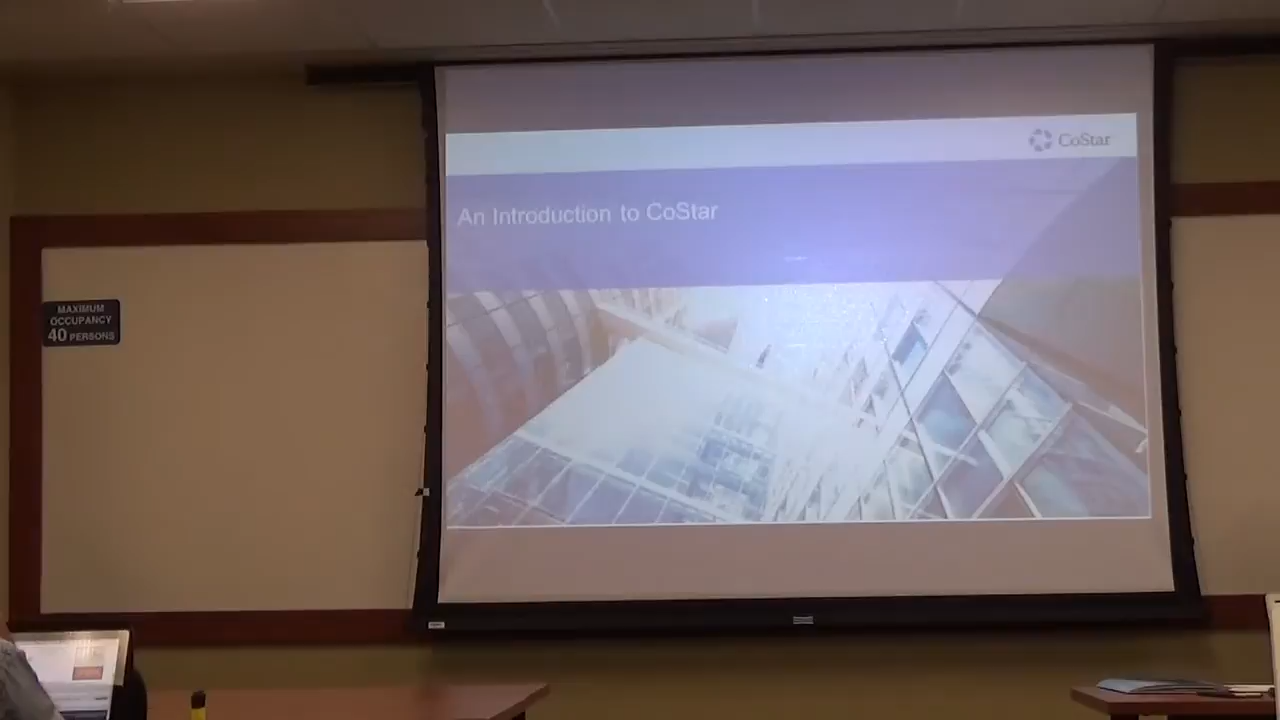 CoStar
An Introduction to CoStar
MAXIMUM
OCCUPANCY
40 PERSONS